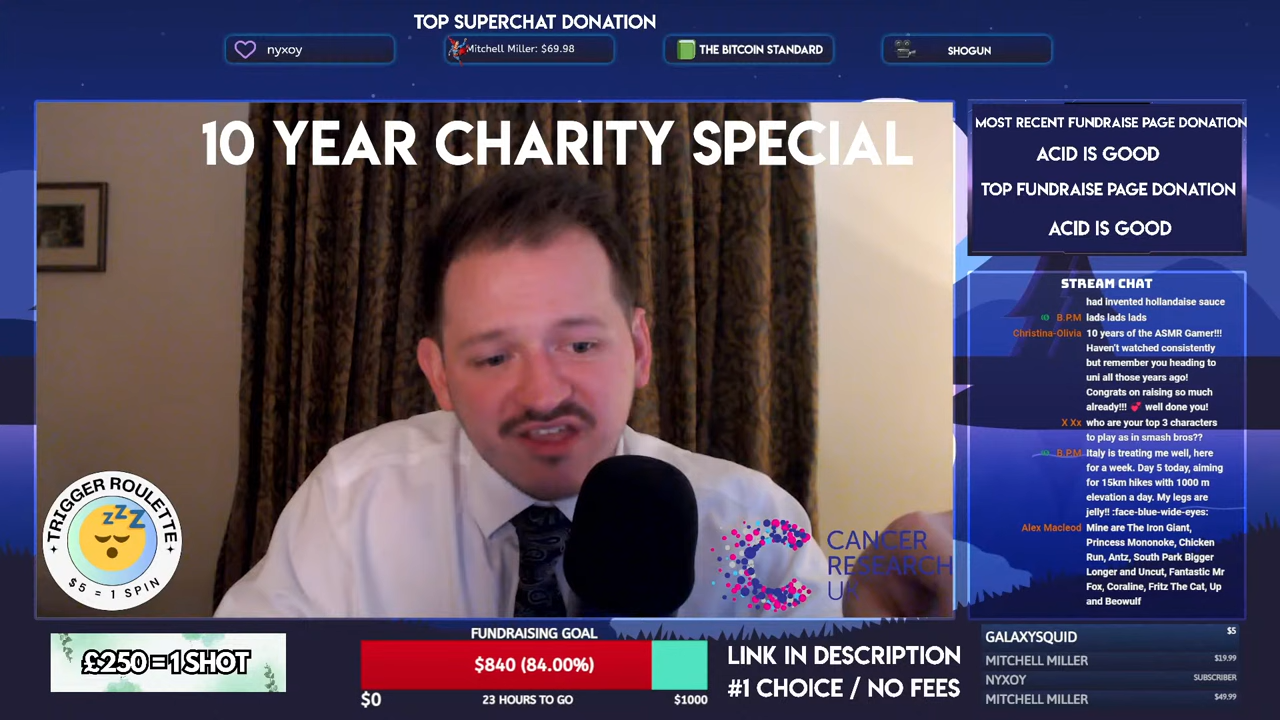 TOP SUPERCHAT DONATION
nyxoy
Mitchell Miller: $69.98
THE BITCOIN STANDARD
SHOGUN
10 YEAR CHARITY SPECIAL
MOST RECENT FUNDRAISE PAGE DONATION
ACID IS GOOD
TOP FUNDRAISE PAGE DONATION
ACID IS GOOD
STREAM CHAT
had invented hollandaise sauce
B.P.M lads lads lads
Christina-Olivia 10 years of the ASMR Gamer!!!
Haven't watched consistently
but remember you heading to
uni all those years ago!
Congrats on raising so much
already!!! 💕 well done you!
X Xx who are your top 3 characters
to play as in smash bros??
B.P.M Italy is treating me well, here
for a week. Day 5 today, aiming
for 15km hikes with 1000 m
elevation a day. My legs are
jelly!! :face-blue-wide-eyes:
Alex Macleod Mine are The Iron Giant,
Princess Mononoke, Chicken
Run, Antz, South Park Bigger
Longer and Uncut, Fantastic Mr
Fox, Coraline, Fritz The Cat, Up
and Beowulf
TRIGGER ROULETTE
zzz
$5 = 1 SPIN
CANCER
RESEARCH
UK
£250 = 1 SHOT
FUNDRAISING GOAL
$840 (84.00%)
$0
23 HOURS TO GO
$1000
LINK IN DESCRIPTION
#1 CHOICE / NO FEES
GALAXYSQUID $5
MITCHELL MILLER $19.99
NYXOY SUBSCRIBER
MITCHELL MILLER $49.99